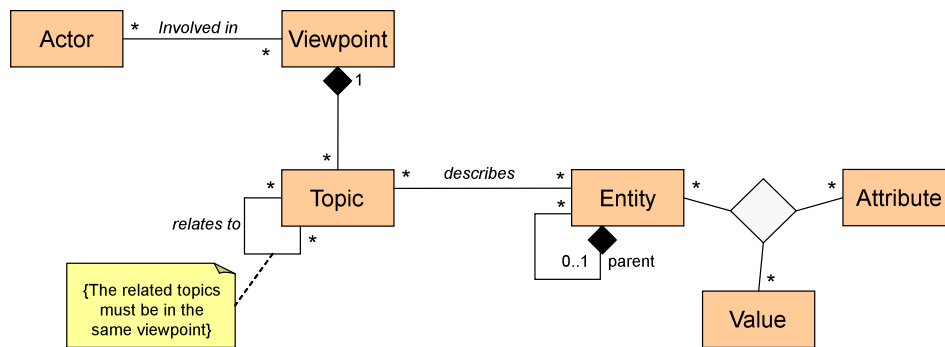 Actor
*
Involved in
*
Viewpoint
1
*
Topic
*
describes
*
Entity
*
*
Attribute
*
relates to
*
*
0..1
parent
*
Value
{The related topics
must be in the
same viewpoint}